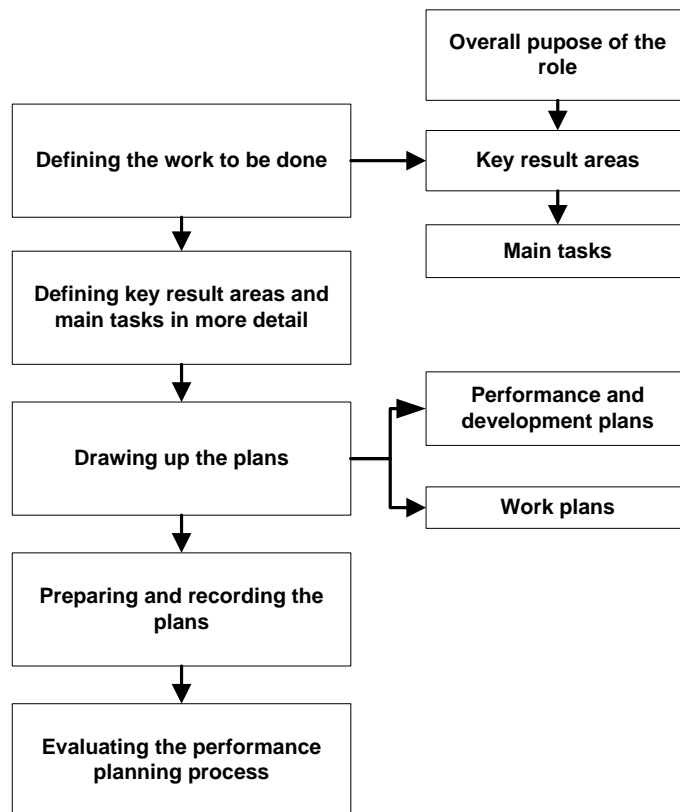 Overall pupose of the
role
Defining the work to be done
Key result areas
Main tasks
Defining key result areas and
main tasks in more detail
Performance and
development plans
Drawing up the plans
Work plans
Preparing and recording the
plans
Evaluating the performance
planning process